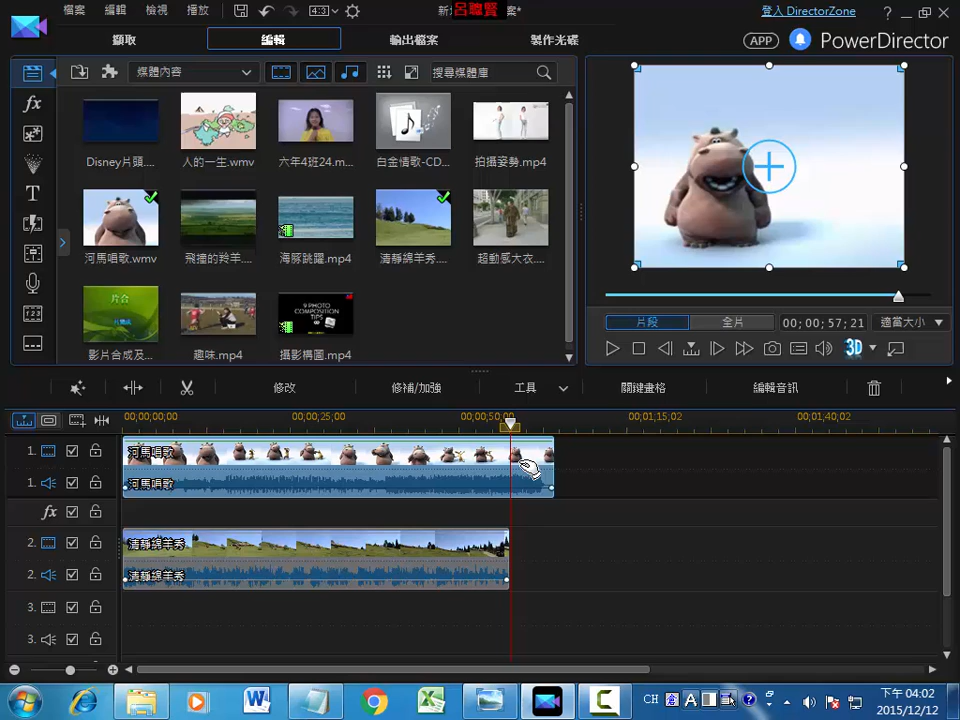 檔案 編輯 檢視 播放 4:3 新 呂聰賢 案* 登入 DirectorZone
擷取 編輯 輸出檔案 製作光碟 APP PowerDirector
媒體內容 搜尋媒體庫
Disney片頭.... 人的一生.wmv 六年4班24.m... 白金情歌-CD... 拍攝姿勢.mp4
河馬唱歌.wmv 飛撞的羚羊.... 海豚跳躍.mp4 清靜綿羊秀.... 超動感大衣....
片合
影片合成及... 趣味.mp4 攝影構圖.mp4
9 PHOTO
COMPOSITION
TIPS
片段 全片 00; 00; 57; 21 適當大小
3D
修改 修補/加強 工具 關鍵畫格 編輯音訊
00;00;00;00 00;00;25;00 00;00;50;00 00;01;15;02 00;01;40;02
1. 河馬唱歌
1. 河馬唱歌
fx
2. 清靜綿羊秀
2. 清靜綿羊秀
3.
3.
CH 下午 04:02
2015/12/12